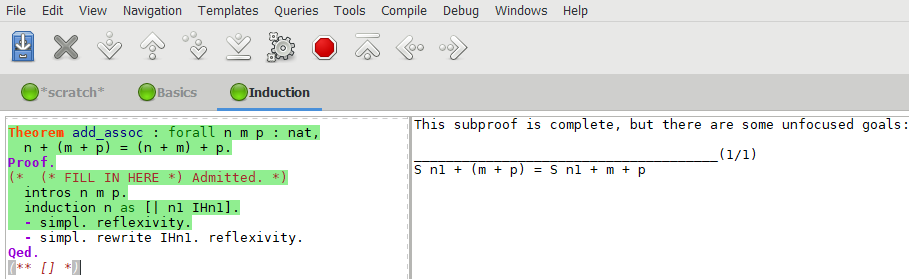 File Edit View Navigation Templates Queries Tools Compile Debug Windows Help
*scratch* Basics Induction
Theorem add_assoc : forall n m p : nat,
  n + (m + p) = (n + m) + p.
Proof.
(*  (* FILL IN HERE *) Admitted. *)
  intros n m p.
  induction n as [| n1 IHn1].
  - simpl. reflexivity.
  - simpl. rewrite IHn1. reflexivity.
Qed.
(** [] *)
This subproof is complete, but there are some unfocused goals:
______________________________________(1/1)
S n1 + (m + p) = S n1 + m + p